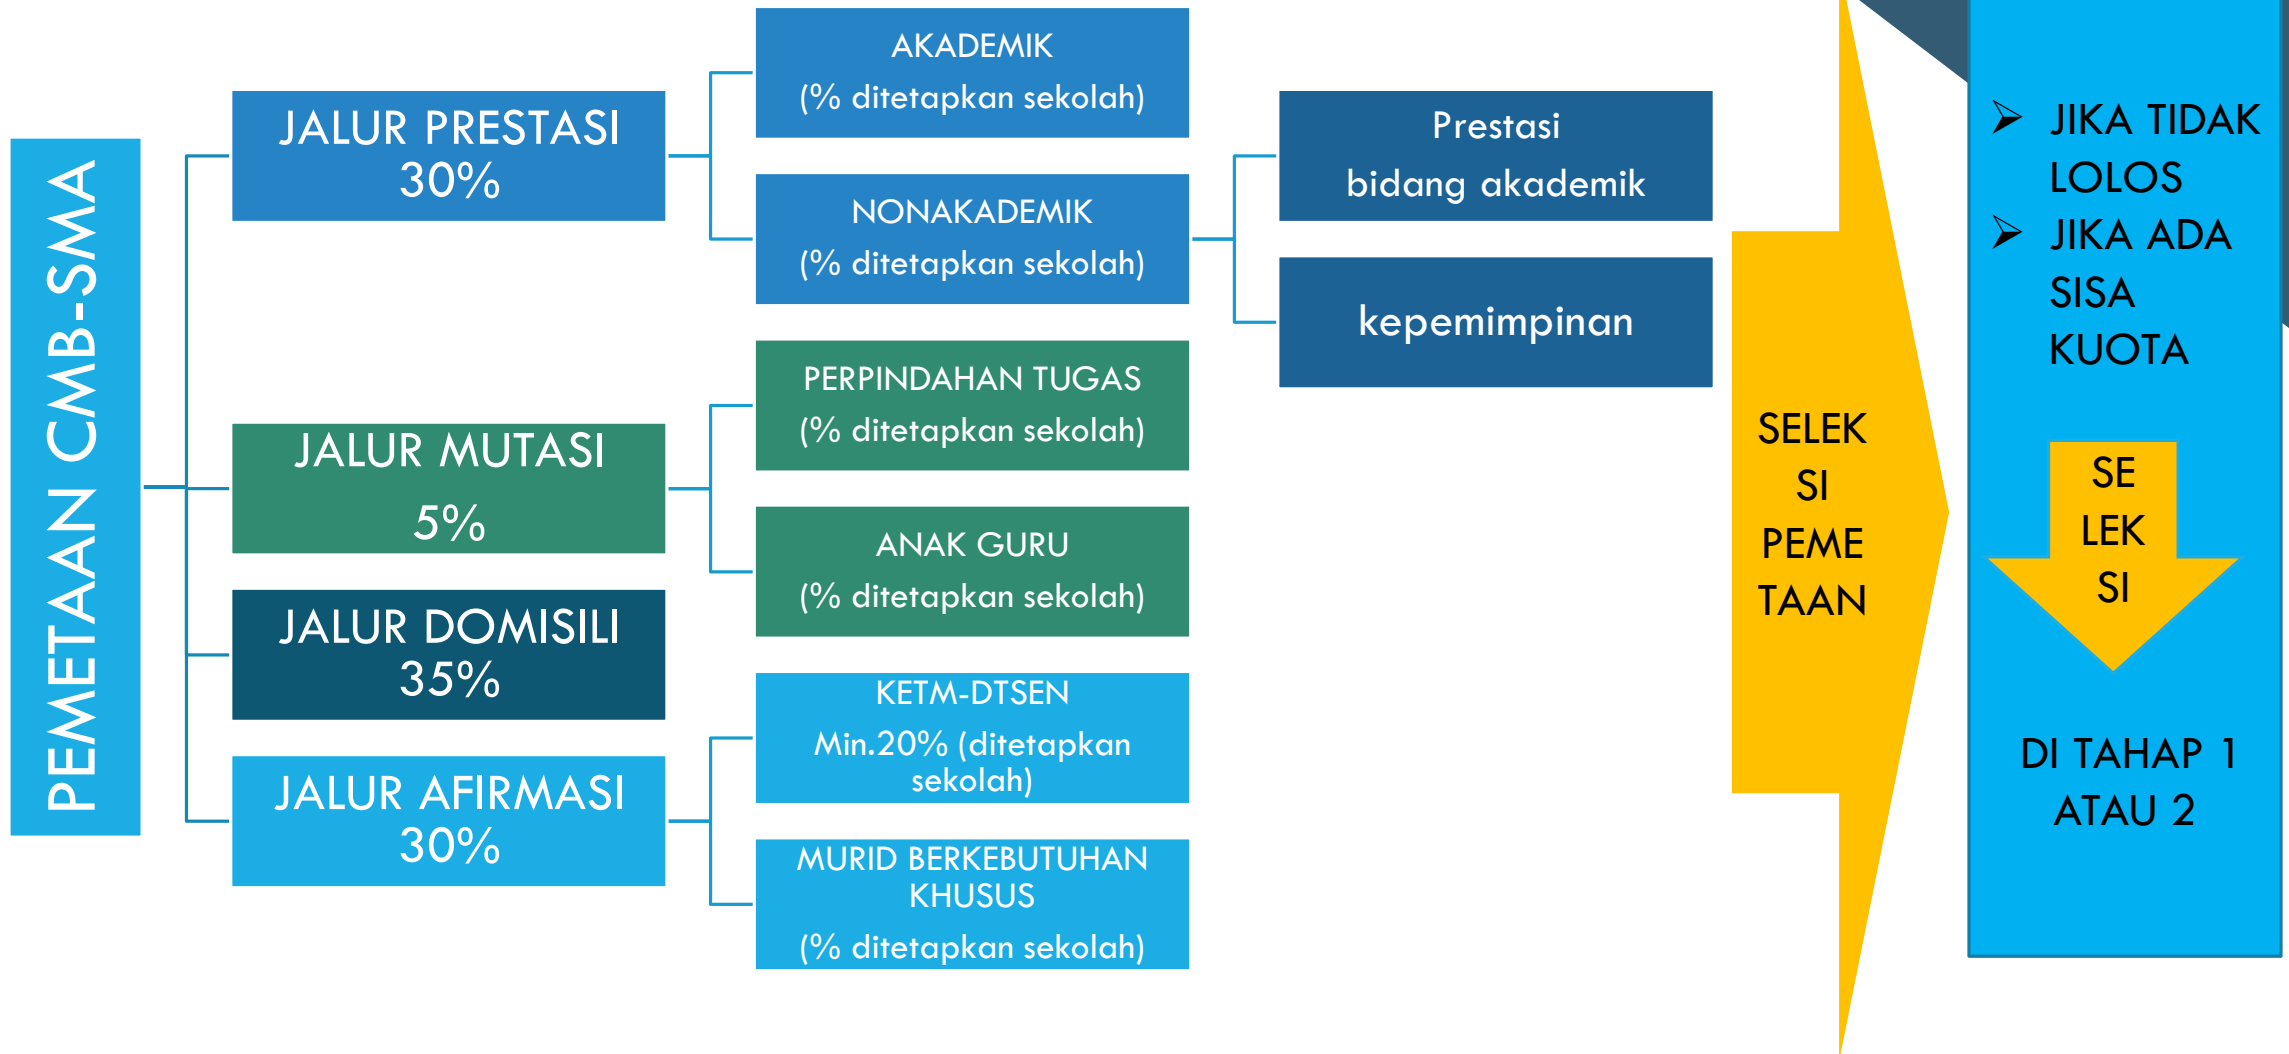 PEMETAAN CMB-SMA
JALUR PRESTASI
30%
AKADEMIK
(% ditetapkan sekolah)
NONAKADEMIK
(% ditetapkan sekolah)
Prestasi
bidang akademik
kepemimpinan
JALUR MUTASI
5%
PERPINDAHAN TUGAS
(% ditetapkan sekolah)
ANAK GURU
(% ditetapkan sekolah)
JALUR DOMISILI
35%
JALUR AFIRMASI
30%
KETM-DTSEN
Min.20% (ditetapkan
sekolah)
MURID BERKEBUTUHAN
KHUSUS
(% ditetapkan sekolah)
SELEK
SI
PEME
TAAN
➢ JIKA TIDAK
LOLOS
➢ JIKA ADA
SISA
KUOTA
SE
LEK
SI
DI TAHAP 1
ATAU 2